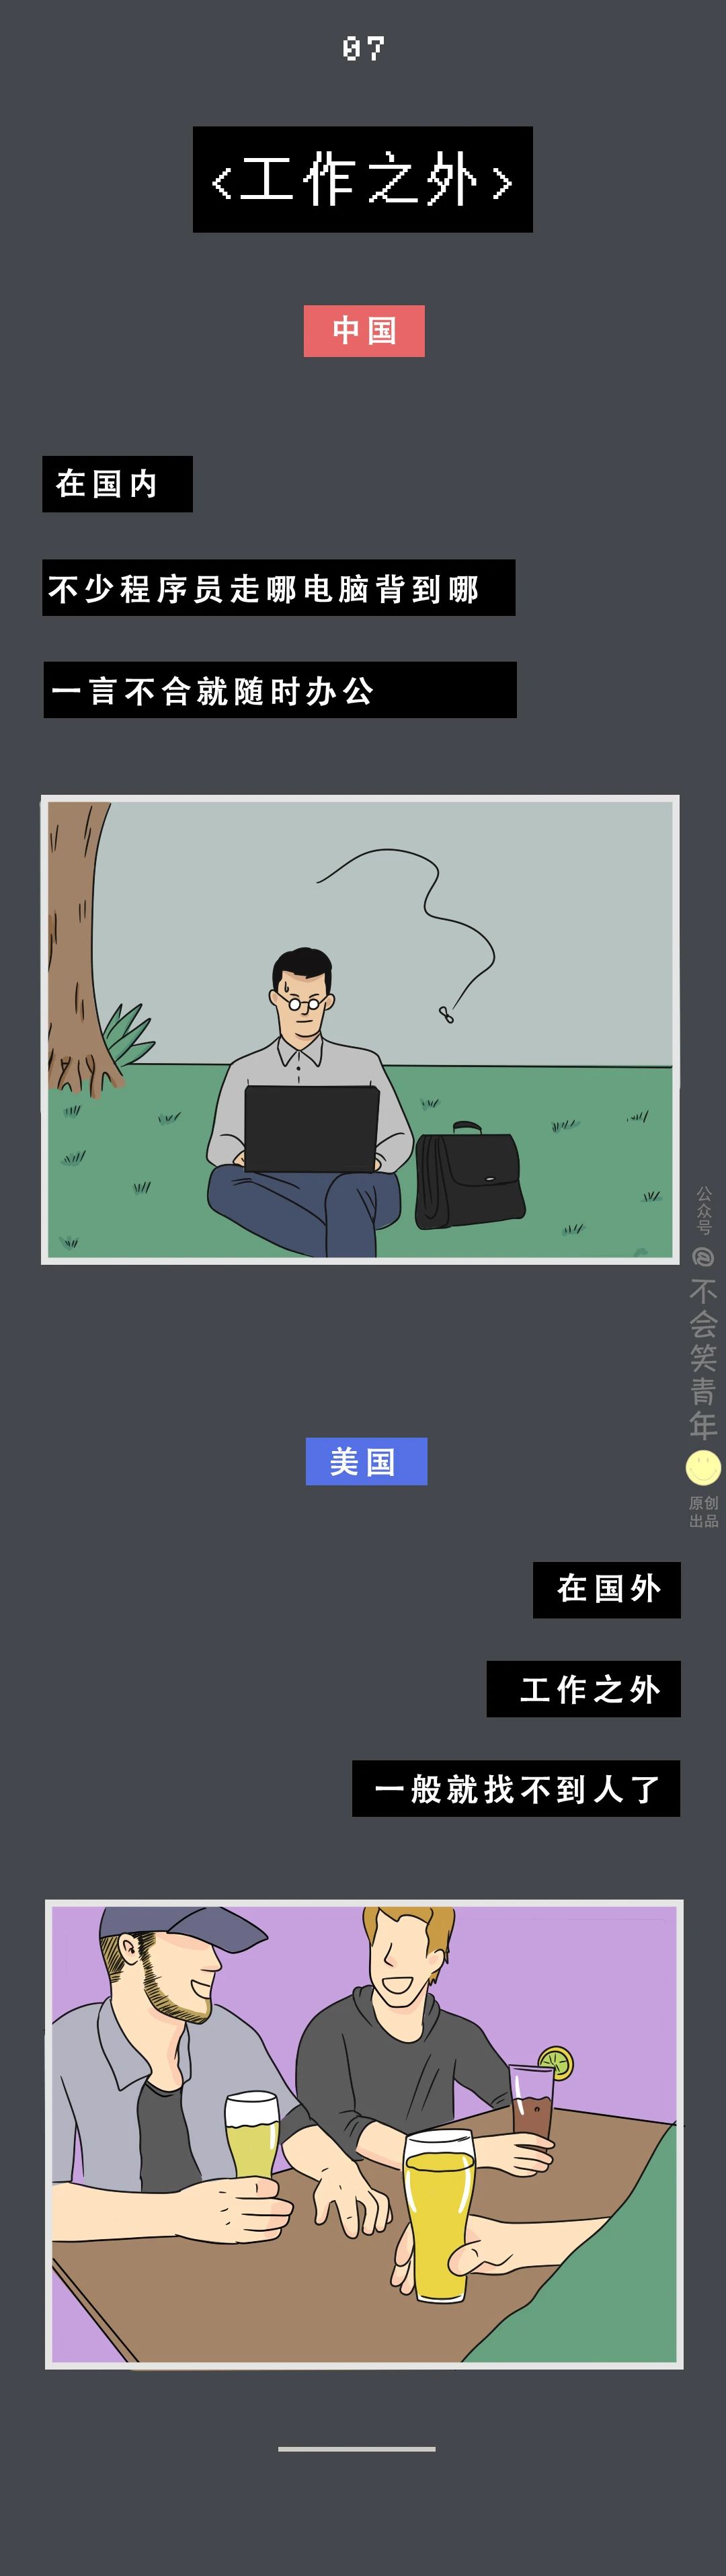 07
<工作之外>
中国
在国内
不少程序员走哪电脑背到哪
一言不合就随时办公
公众号
@不会笑青年
原创
出品
美国
在国外
工作之外
一般就找不到人了